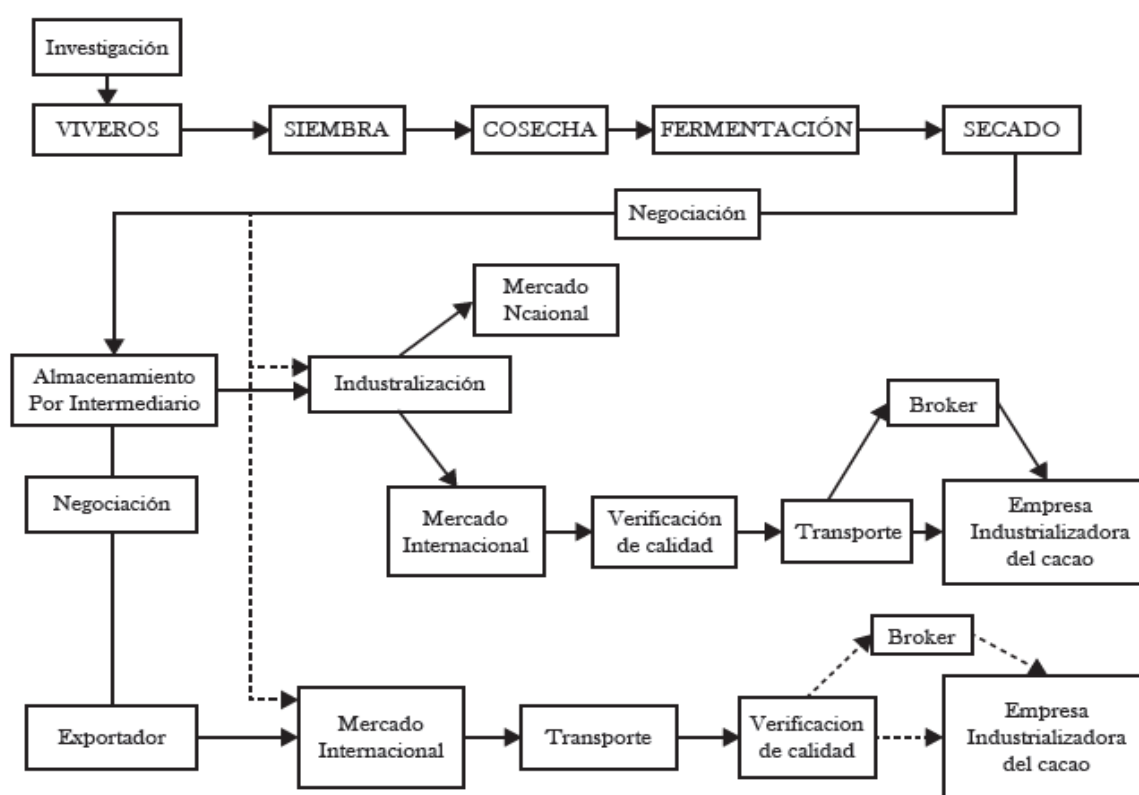 Investigación
VIVEROS
SIEMBRA
COSECHA
FERMENTACIÓN
SECADO
Negociación
Mercado
Ncaional
Almacenamiento
Por Intermediario
Industralización
Broker
Negociación
Mercado
Internacional
Verificación
de calidad
Transporte
Empresa
Industrializadora
del cacao
Broker
Exportador
Mercado
Internacional
Transporte
Verificacion
de calidad
Empresa
Industrializadora
del cacao